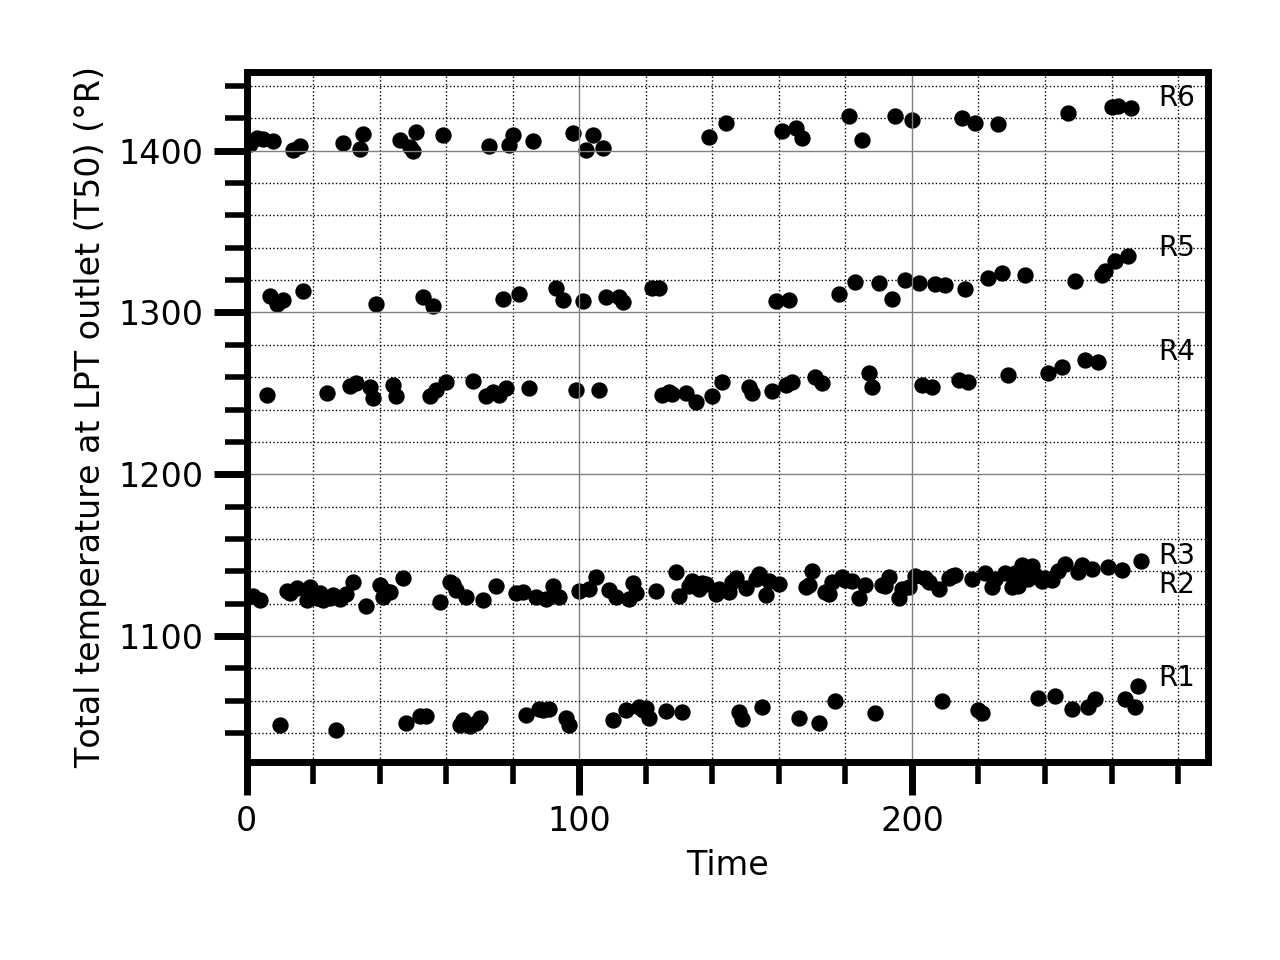 Total temperature at LPT outlet (T50) (°R)
1400
1300
1200
1100
R6
R5
R4
R3
R2
R1
0 100 200
Time